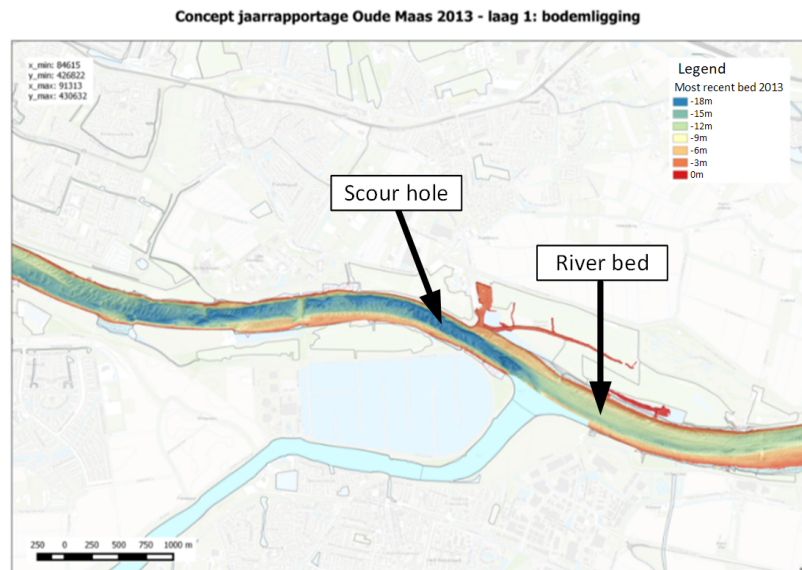 Concept jaarrapportage Oude Maas 2013 - laag 1: bodemligging
x_min: 84615
y_min: 426822
x_max: 91313
y_max: 430632
Legend
Most recent bed 2013
-18m
-15m
-12m
-9m
-6m
-3m
0m
Scour hole
River bed
250 0 250 500 750 1000 m